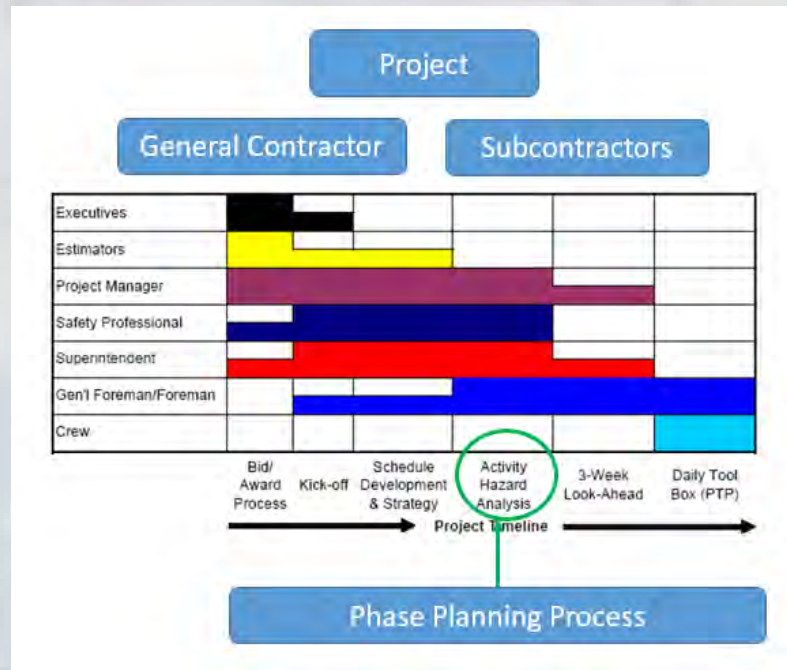 Project
General Contractor
Subcontractors
Executives
Estimators
Project Manager
Safety Professional
Superintendent
Gen'l Foreman/Foreman
Crew
Bid/
Award
Process
Kick-off
Schedule
Development
& Strategy
Activity
Hazard
Analysis
3-Week
Look-Ahead
Daily Tool
Box (PTP)
Project Timeline
Phase Planning Process